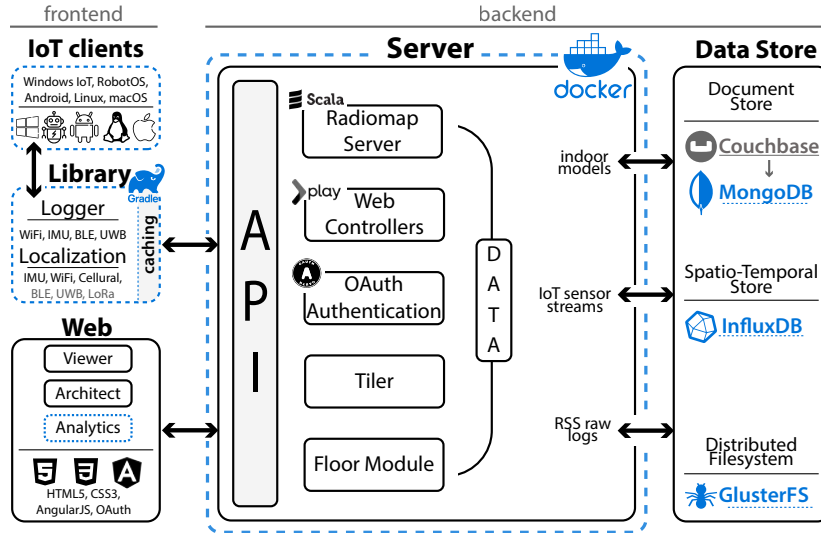 frontend
backend
IoT clients
Windows IoT, RobotOS,
Android, Linux, macOS
Library
Gradle
Logger
WiFi, IMU, BLE, UWB
Localization
IMU, WiFi, Cellural,
BLE, UWB, LoRa
caching
Web
Viewer
Architect
Analytics
HTML5, CSS3,
AngularJS, OAuth
Server
docker
API
Scala
Radiomap
Server
play
Web
Controllers
OAuth
Authentication
Tiler
Floor Module
DATA
indoor
models
IoT sensor
streams
RSS raw
logs
Data Store
Document
Store
Couchbase
MongoDB
Spatio-Temporal
Store
InfluxDB
Distributed
Filesystem
GlusterFS